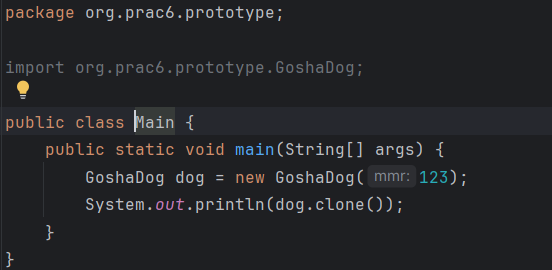 package org.prac6.prototype;
import org.prac6.prototype.GoshaDog;
public class Main {
    public static void main(String[] args) {
        GoshaDog dog = new GoshaDog( mmr: 123);
        System.out.println(dog.clone());
    }
}